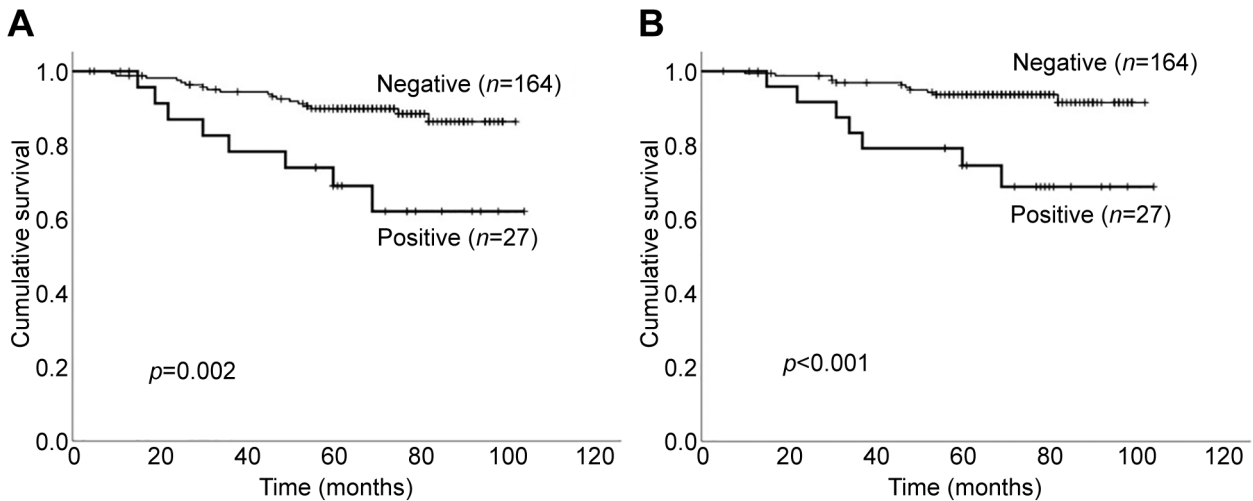 A
Cumulative survival
1.0
0.8
0.6
0.4
0.2
0.0
Negative (n=164)
Positive (n=27)
p=0.002
0 20 40 60 80 100 120
Time (months)
B
Cumulative survival
1.0
0.8
0.6
0.4
0.2
0.0
Negative (n=164)
Positive (n=27)
p<0.001
0 20 40 60 80 100 120
Time (months)